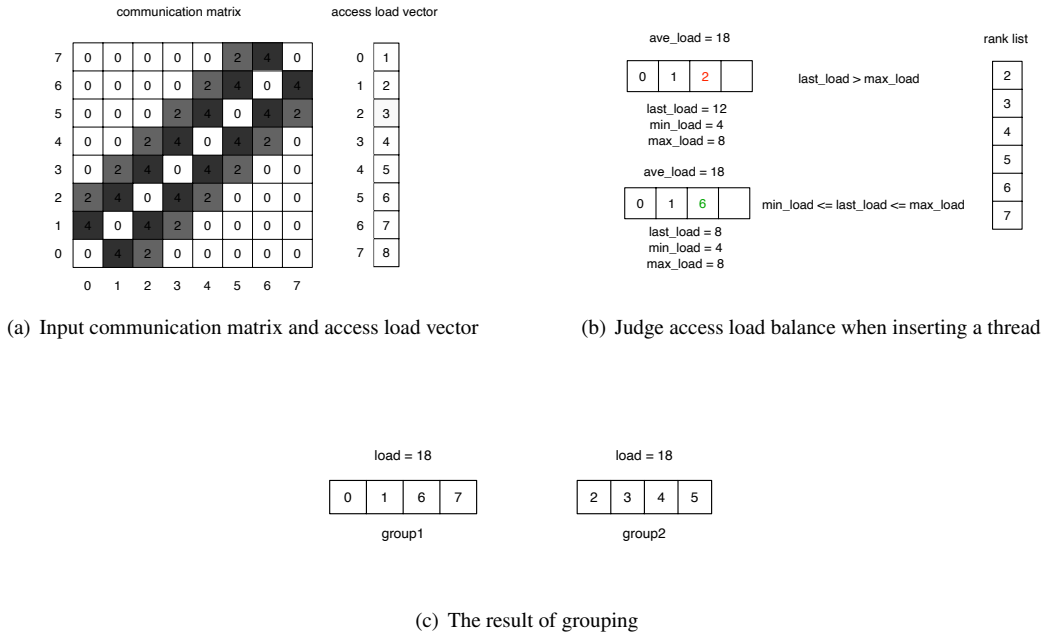 communication matrix
access load vector
7 0 0 0 0 0 2 4 0
6 0 0 0 0 2 4 0 4
5 0 0 0 2 4 0 4 2
4 0 0 2 4 0 4 2 0
3 0 2 4 0 4 2 0 0
2 2 4 0 4 2 0 0 0
1 4 0 4 2 0 0 0 0
0 0 4 2 0 0 0 0 0
0 1 2 3 4 5 6 7
0 1
1 2
2 3
3 4
4 5
5 6
6 7
7 8
(a) Input communication matrix and access load vector
ave_load = 18
0 1 2
last_load > max_load
last_load = 12
min_load = 4
max_load = 8
ave_load = 18
0 1 6
min_load <= last_load <= max_load
last_load = 8
min_load = 4
max_load = 8
rank list
2
3
4
5
6
7
(b) Judge access load balance when inserting a thread
load = 18
0 1 6 7
group1
load = 18
2 3 4 5
group2
(c) The result of grouping